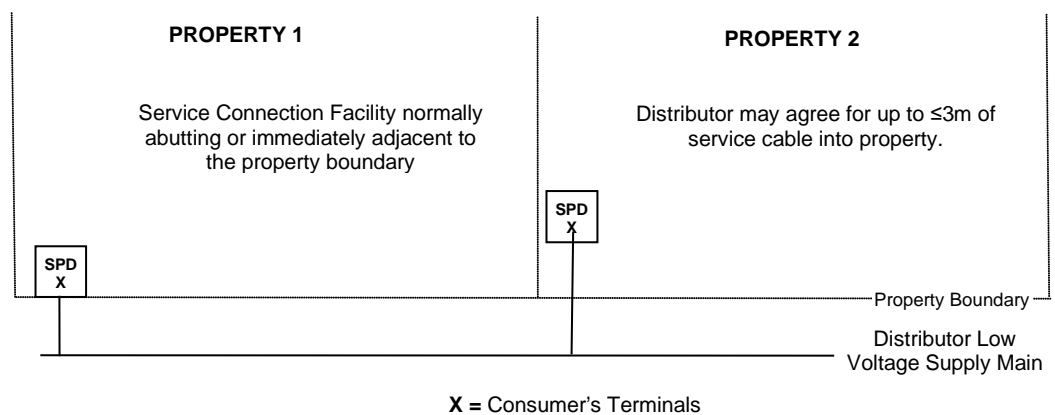 PROPERTY 1
PROPERTY 2
Service Connection Facility normally
abutting or immediately adjacent to
the property boundary
Distributor may agree for up to ≤3m of
service cable into property.
SPD
X
SPD
X
Property Boundary
Distributor Low
Voltage Supply Main
X = Consumer's Terminals